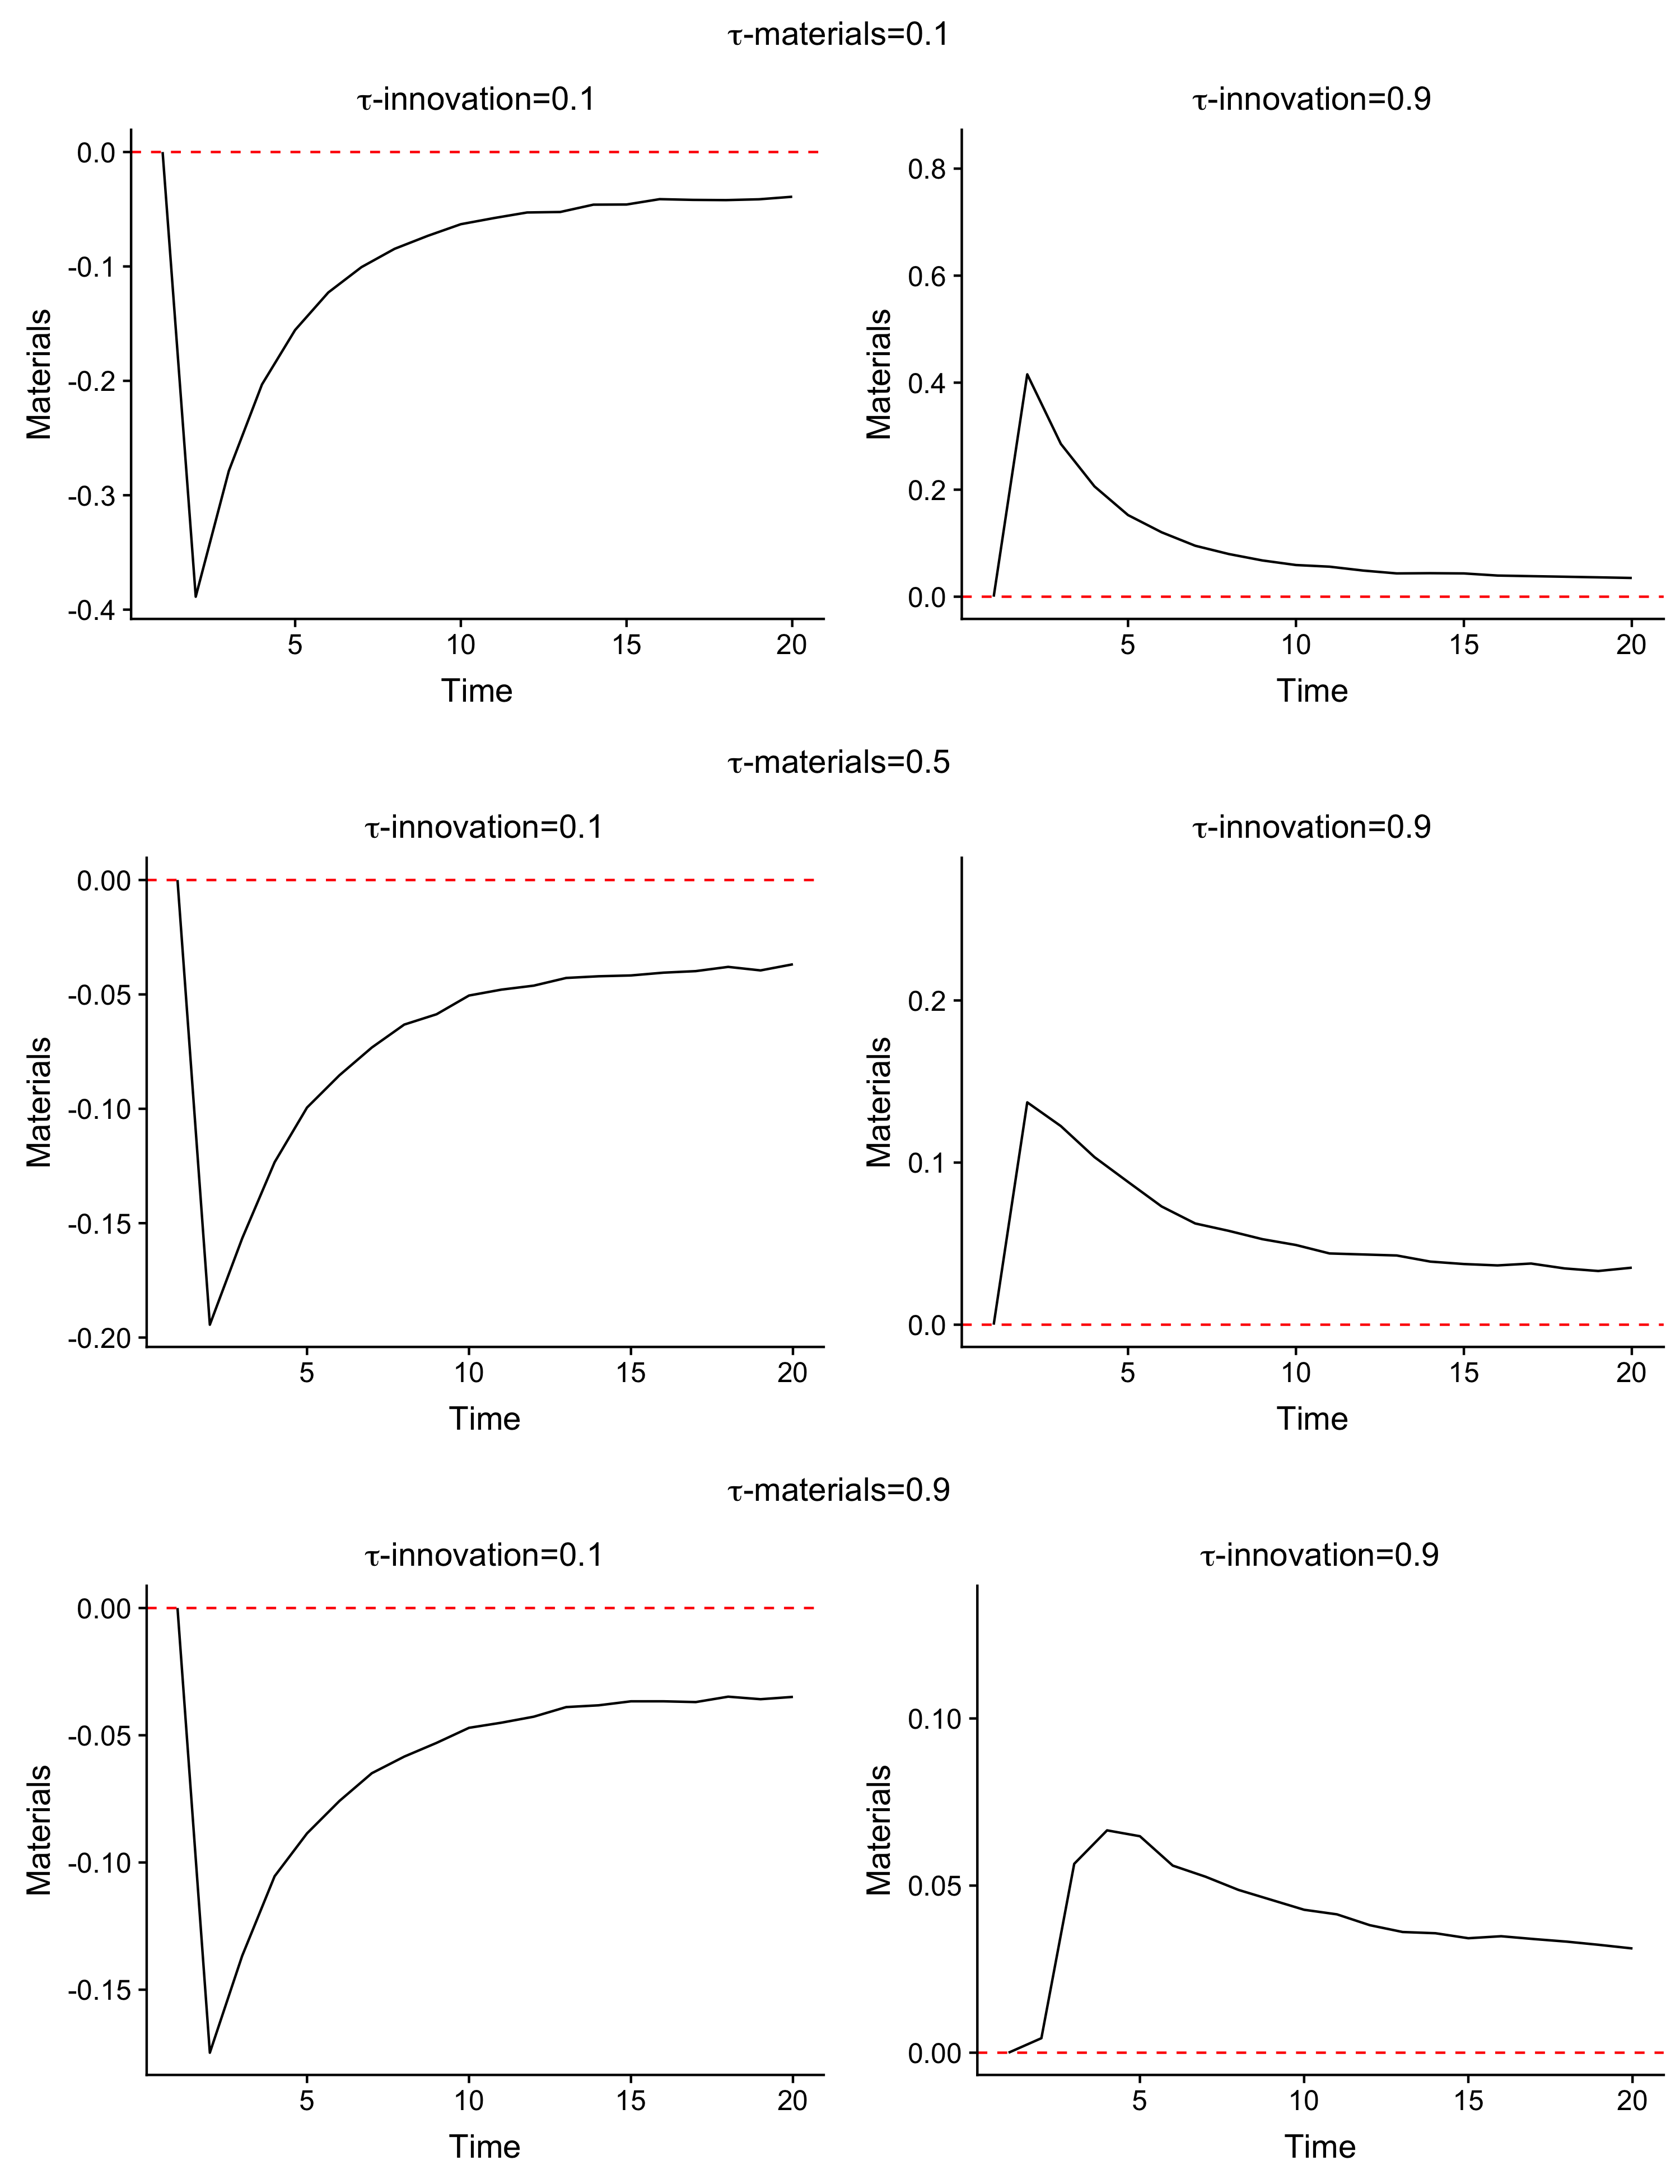 τ-materials=0.1
τ-innovation=0.1
0.0
-0.1
-0.2
-0.3
-0.4
Materials
5 10 15 20
Time
τ-innovation=0.9
0.8
0.6
0.4
0.2
0.0
Materials
5 10 15 20
Time
τ-materials=0.5
τ-innovation=0.1
0.00
-0.05
-0.10
-0.15
-0.20
Materials
5 10 15 20
Time
τ-innovation=0.9
0.2
0.1
0.0
Materials
5 10 15 20
Time
τ-materials=0.9
τ-innovation=0.1
0.00
-0.05
-0.10
-0.15
Materials
5 10 15 20
Time
τ-innovation=0.9
0.10
0.05
0.00
Materials
5 10 15 20
Time